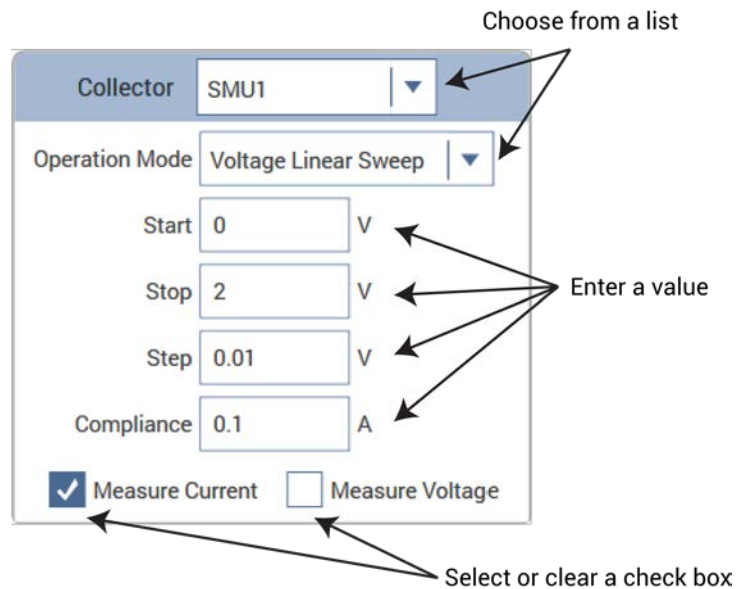 Choose from a list
Collector SMU1
Operation Mode Voltage Linear Sweep
Start 0 V
Stop 2 V
Enter a value
Step 0.01 V
Compliance 0.1 A
Measure Current Measure Voltage
Select or clear a check box